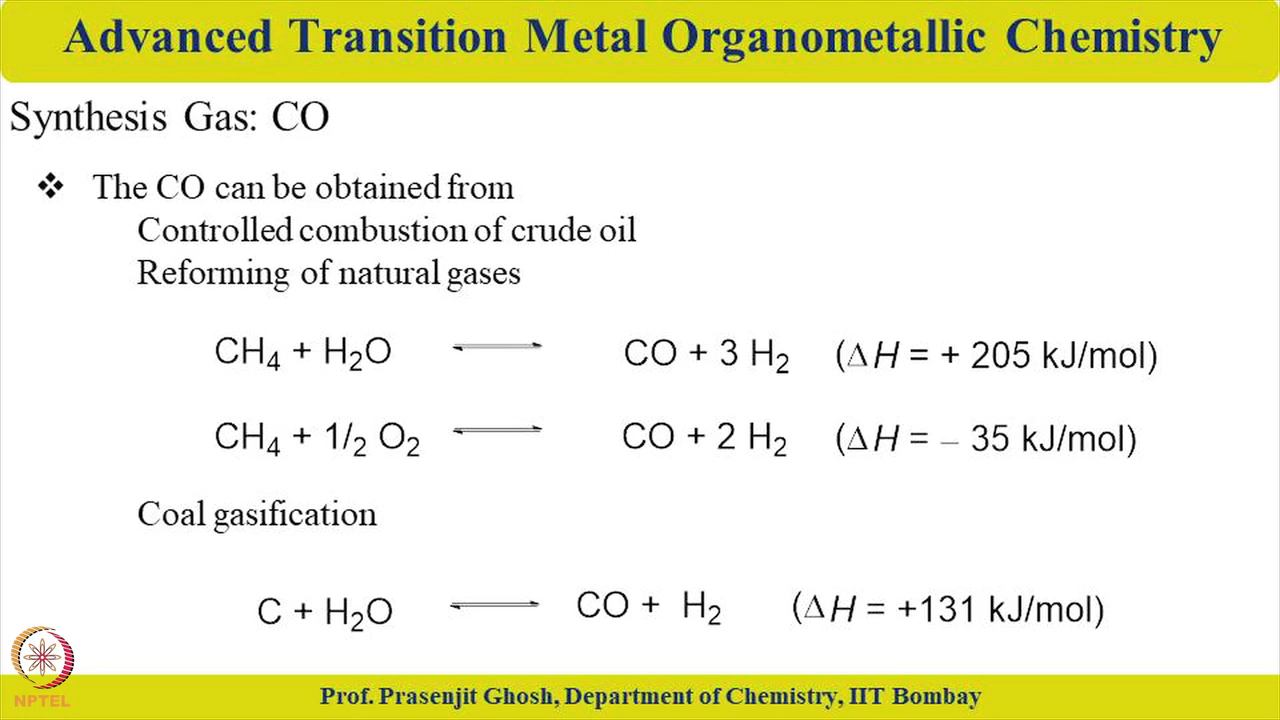 Advanced Transition Metal Organometallic Chemistry
Synthesis Gas: CO
❖ The CO can be obtained from
Controlled combustion of crude oil
Reforming of natural gases
CH₄ + H₂O ⇌ CO + 3 H₂ (ΔH = + 205 kJ/mol)
CH₄ + 1/₂ O₂ ⇌ CO + 2 H₂ (ΔH = – 35 kJ/mol)
Coal gasification
C + H₂O ⇌ CO + H₂ (ΔH = +131 kJ/mol)
NPTEL
Prof. Prasenjit Ghosh, Department of Chemistry, IIT Bombay